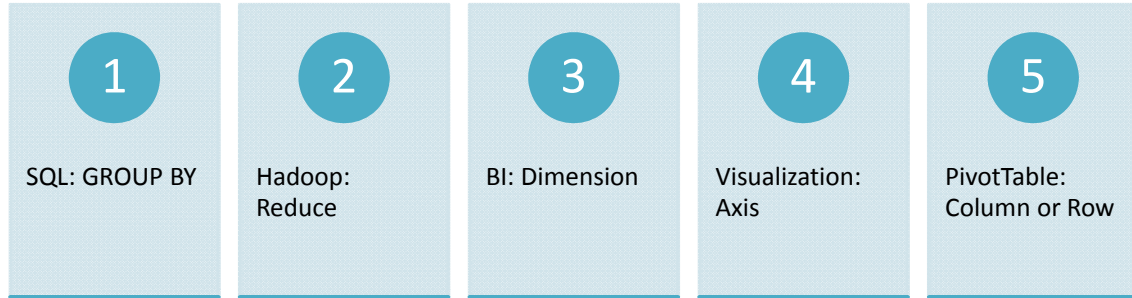 1
SQL: GROUP BY
2
Hadoop:
Reduce
3
BI: Dimension
4
Visualization:
Axis
5
PivotTable:
Column or Row